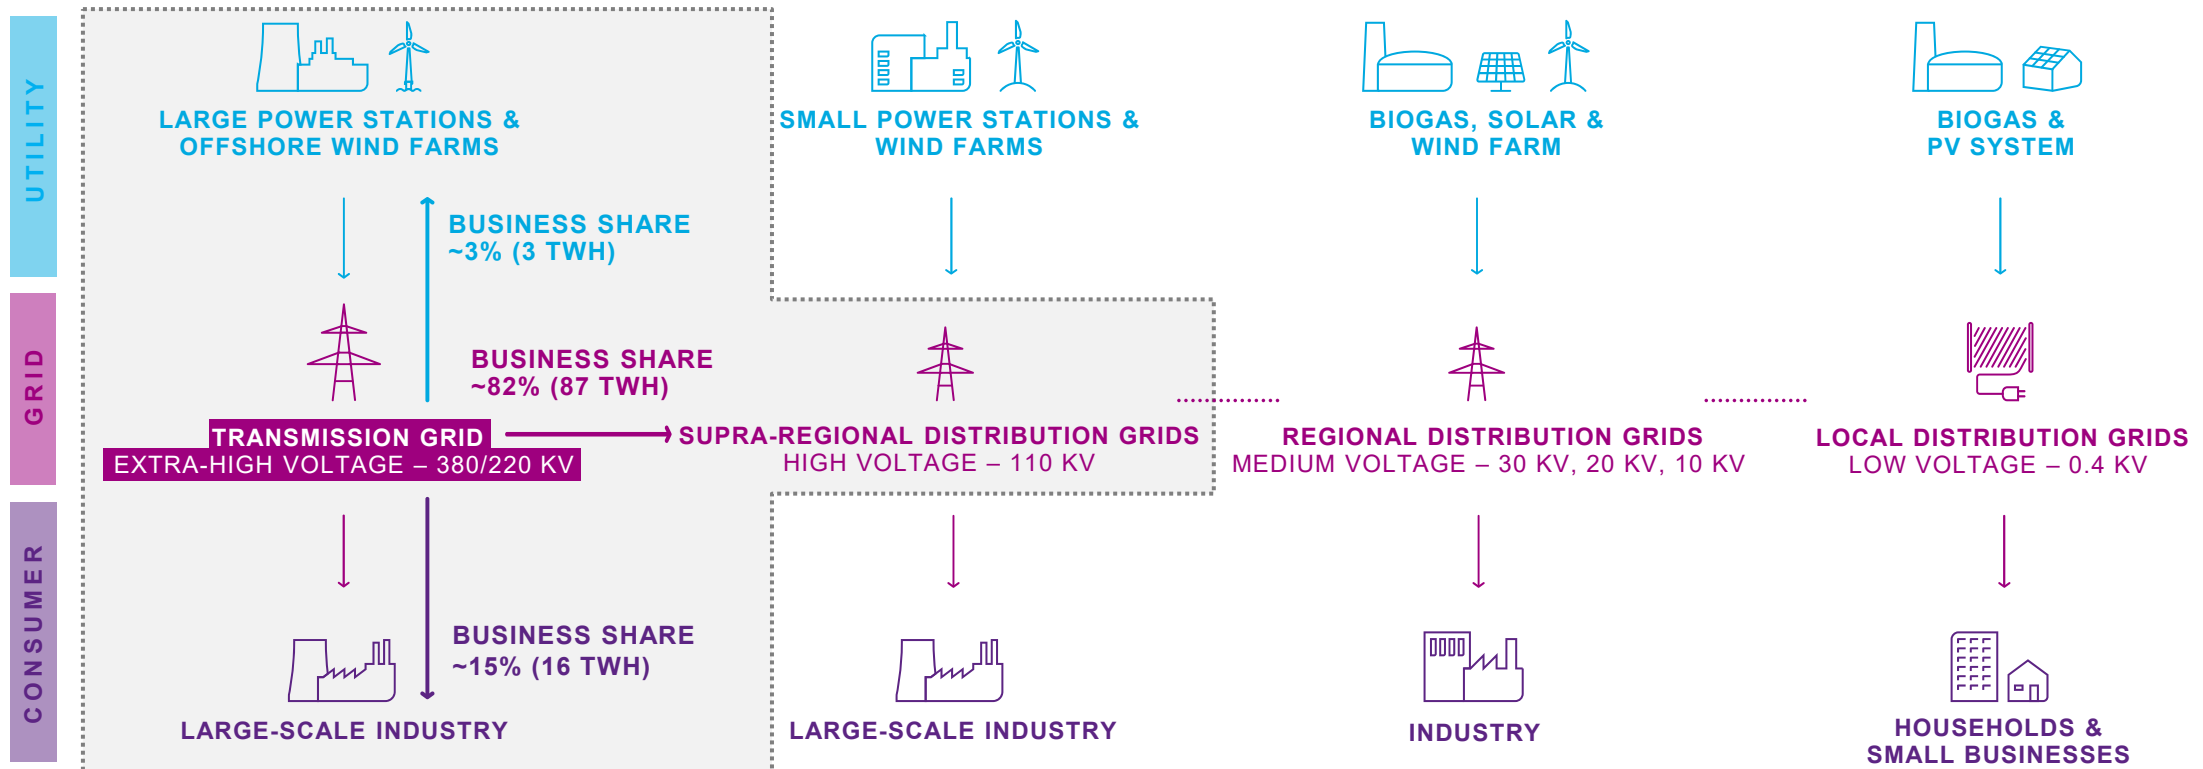 UTILITY
LARGE POWER STATIONS &
OFFSHORE WIND FARMS
SMALL POWER STATIONS &
WIND FARMS
BIOGAS, SOLAR &
WIND FARM
BIOGAS &
PV SYSTEM
BUSINESS SHARE
~3% (3 TWH)
GRID
BUSINESS SHARE
~82% (87 TWH)
TRANSMISSION GRID
EXTRA-HIGH VOLTAGE – 380/220 KV
SUPRA-REGIONAL DISTRIBUTION GRIDS
HIGH VOLTAGE – 110 KV
REGIONAL DISTRIBUTION GRIDS
MEDIUM VOLTAGE – 30 KV, 20 KV, 10 KV
LOCAL DISTRIBUTION GRIDS
LOW VOLTAGE – 0.4 KV
CONSUMER
BUSINESS SHARE
~15% (16 TWH)
LARGE-SCALE INDUSTRY
LARGE-SCALE INDUSTRY
INDUSTRY
HOUSEHOLDS &
SMALL BUSINESSES